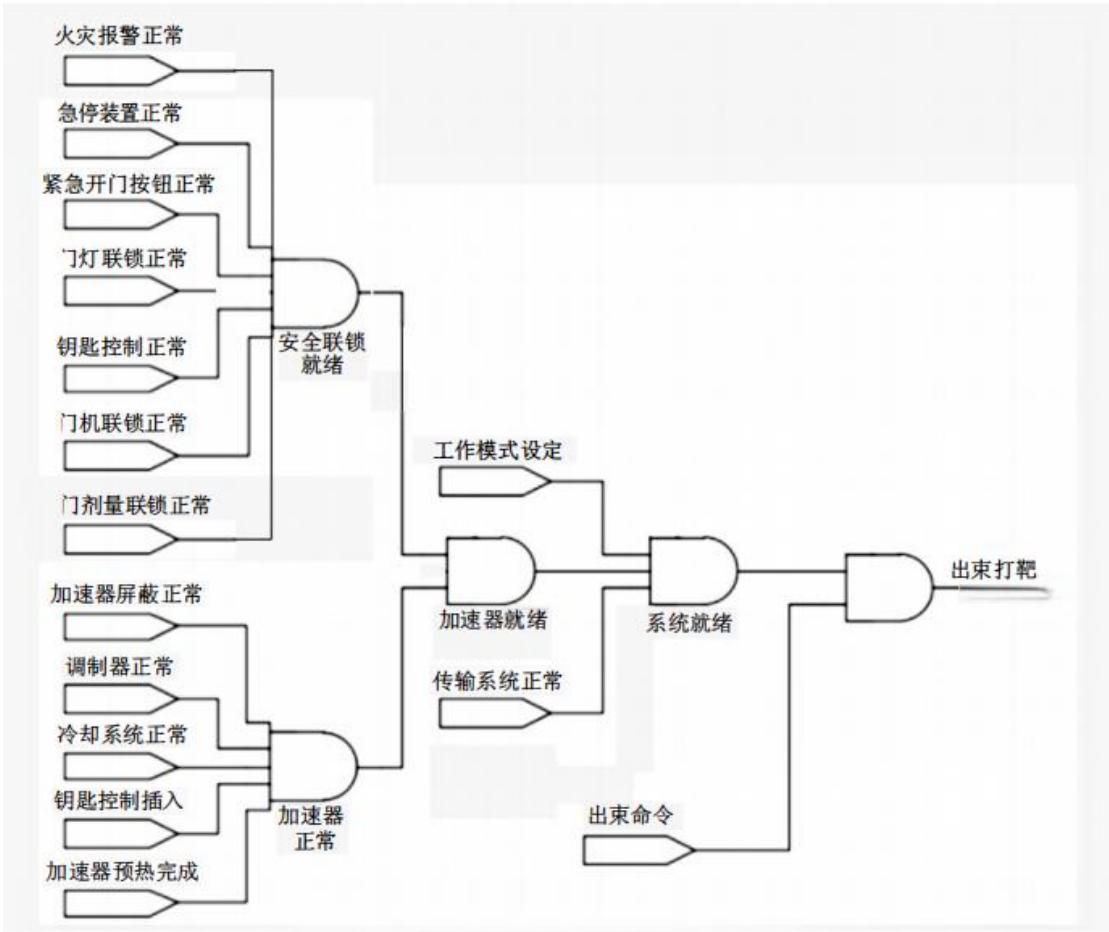 火灾报警正常
急停装置正常
紧急开门按钮正常
门灯联锁正常
钥匙控制正常
安全联锁
就绪
门机联锁正常
工作模式设定
门剂量联锁正常
加速器屏蔽正常
加速器就绪
系统就绪
出束打靶
调制器正常
传输系统正常
冷却系统正常
钥匙控制插入
加速器
正常
出束命令
加速器预热完成